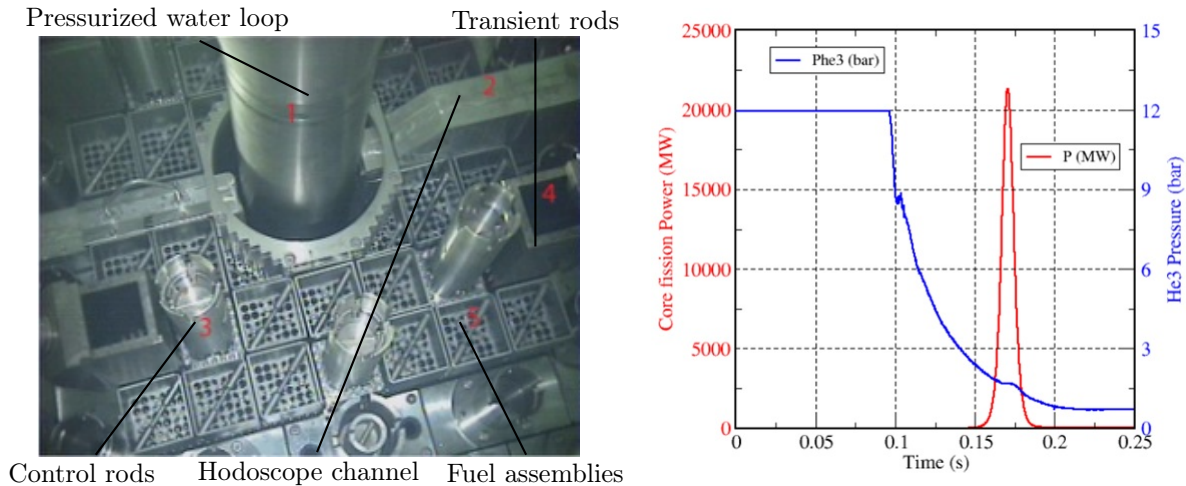 Pressurized water loop
Transient rods
1
2
4
3
5
Control rods
Hodoscope channel
Fuel assemblies
25000
20000
15000
10000
5000
0
Core fission Power (MW)
Phe3 (bar)
P (MW)
15
12
9
6
3
0
He3 Pressure (bar)
0
0.05
0.1
0.15
0.2
0.25
Time (s)